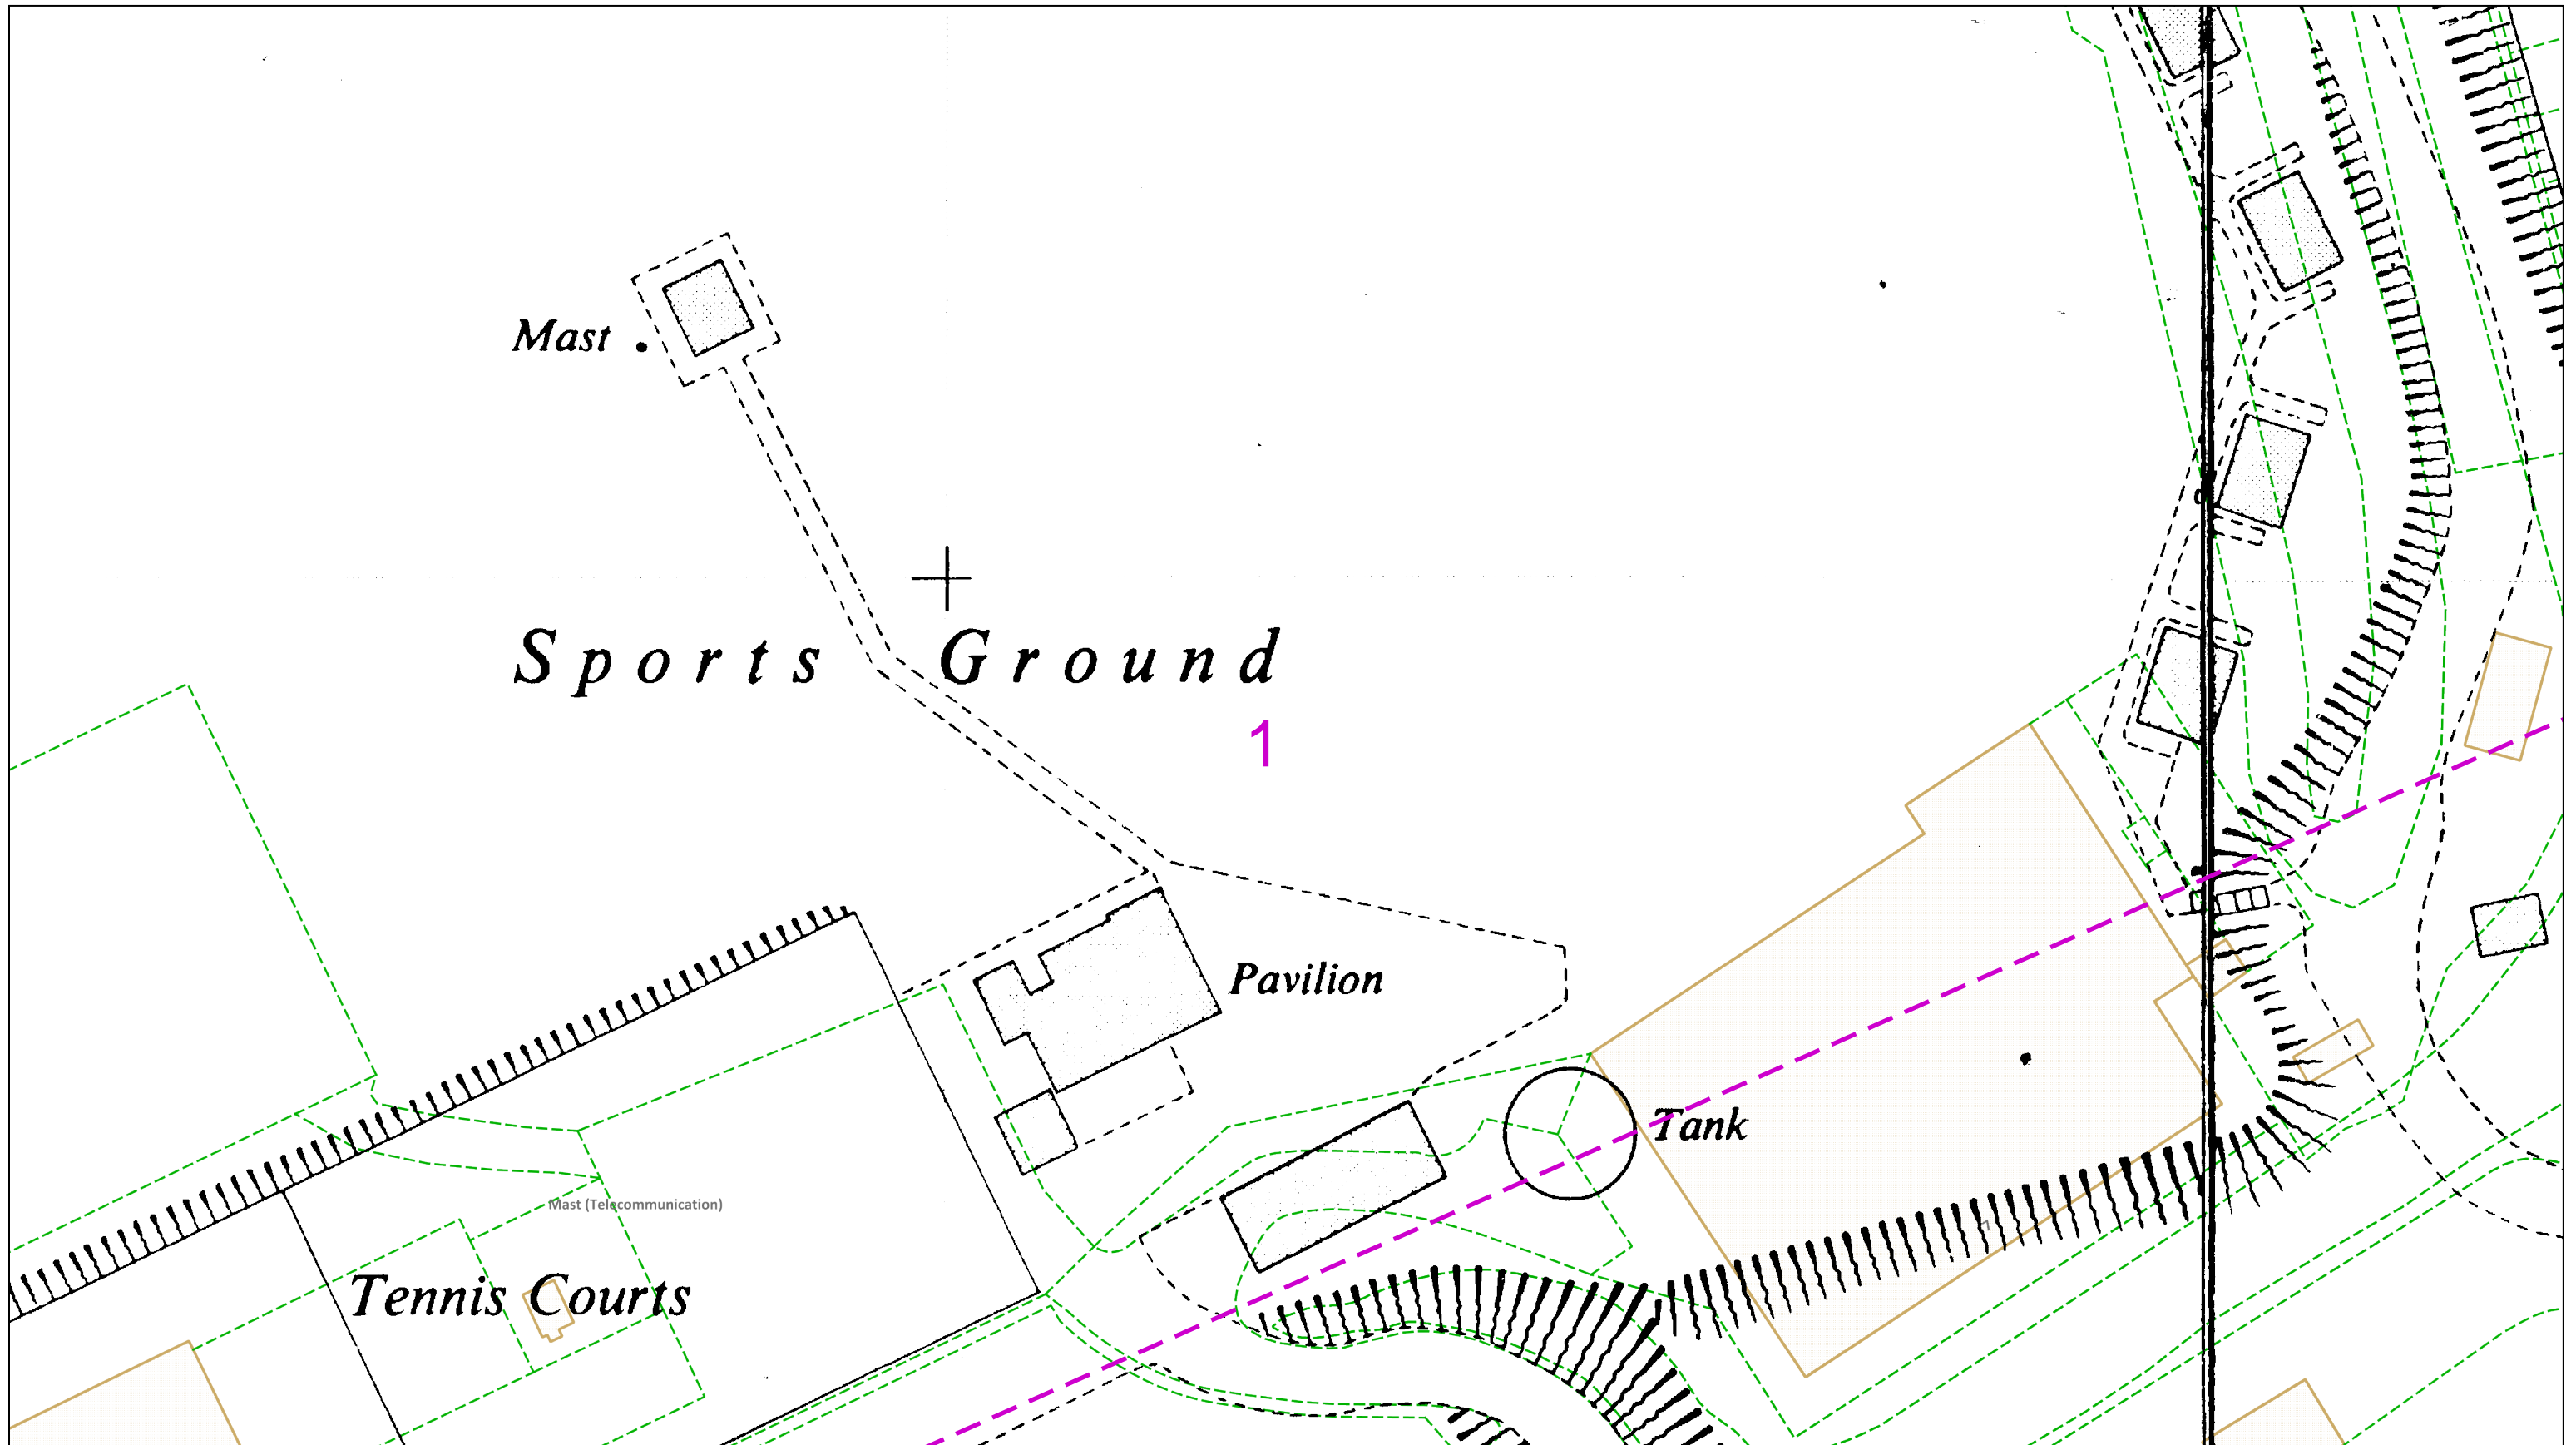 Mast
Sports Ground
1
Pavilion
Tank
Mast (Telecommunication)
Tennis Courts